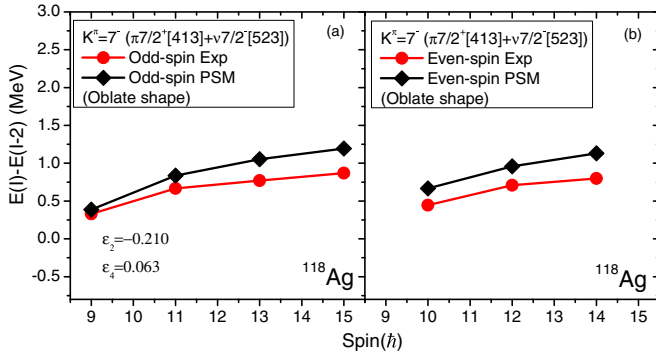 K^π=7^- (π7/2^+[413]+ν7/2^-[523])
(a)
Odd-spin Exp
Odd-spin PSM
(Oblate shape)
ε₂=−0.210
ε₄=0.063
¹¹⁸Ag
K^π=7^- (π7/2^+[413]+ν7/2^-[523])
(b)
Even-spin Exp
Even-spin PSM
(Oblate shape)
¹¹⁸Ag
E(I)-E(I-2) (MeV)
3.0
2.5
2.0
1.5
1.0
0.5
0.0
-0.5
9 10 11 12 13 14 15
9 10 11 12 13 14 15
Spin(ħ)